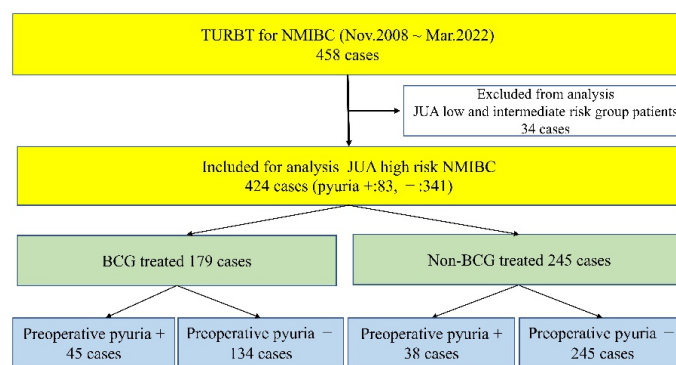 TURBT for NMIBC (Nov.2008 ~ Mar.2022)
458 cases
Excluded from analysis
JUA low and intermediate risk group patients
34 cases
Included for analysis JUA high risk NMIBC
424 cases (pyuria +:83, －:341)
BCG treated 179 cases
Non-BCG treated 245 cases
Preoperative pyuria +
45 cases
Preoperative pyuria －
134 cases
Preoperative pyuria +
38 cases
Preoperative pyuria －
245 cases